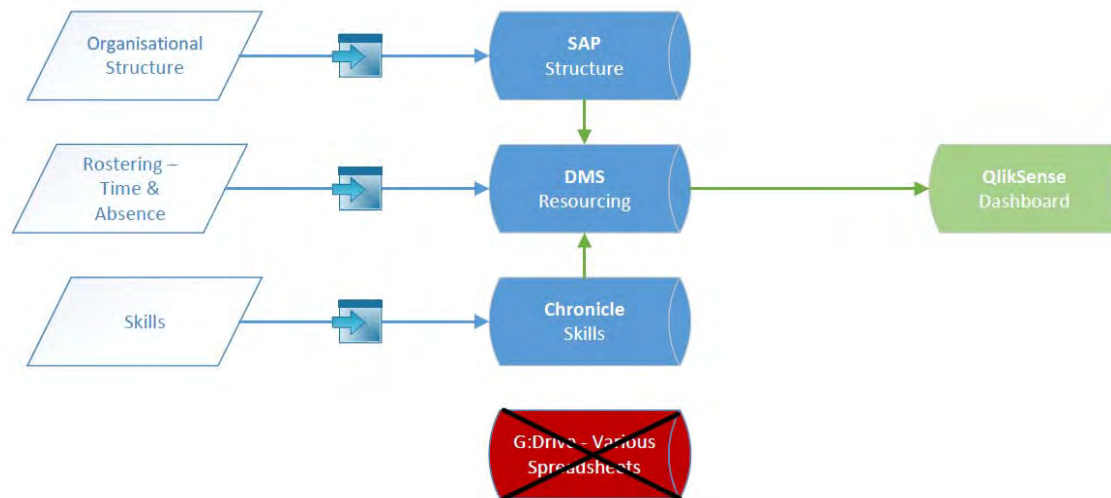 Organisational
Structure
SAP
Structure
Rostering –
Time &
Absence
DMS
Resourcing
QlikSense
Dashboard
Skills
Chronicle
Skills
G:Drive - Various
Spreadsheets